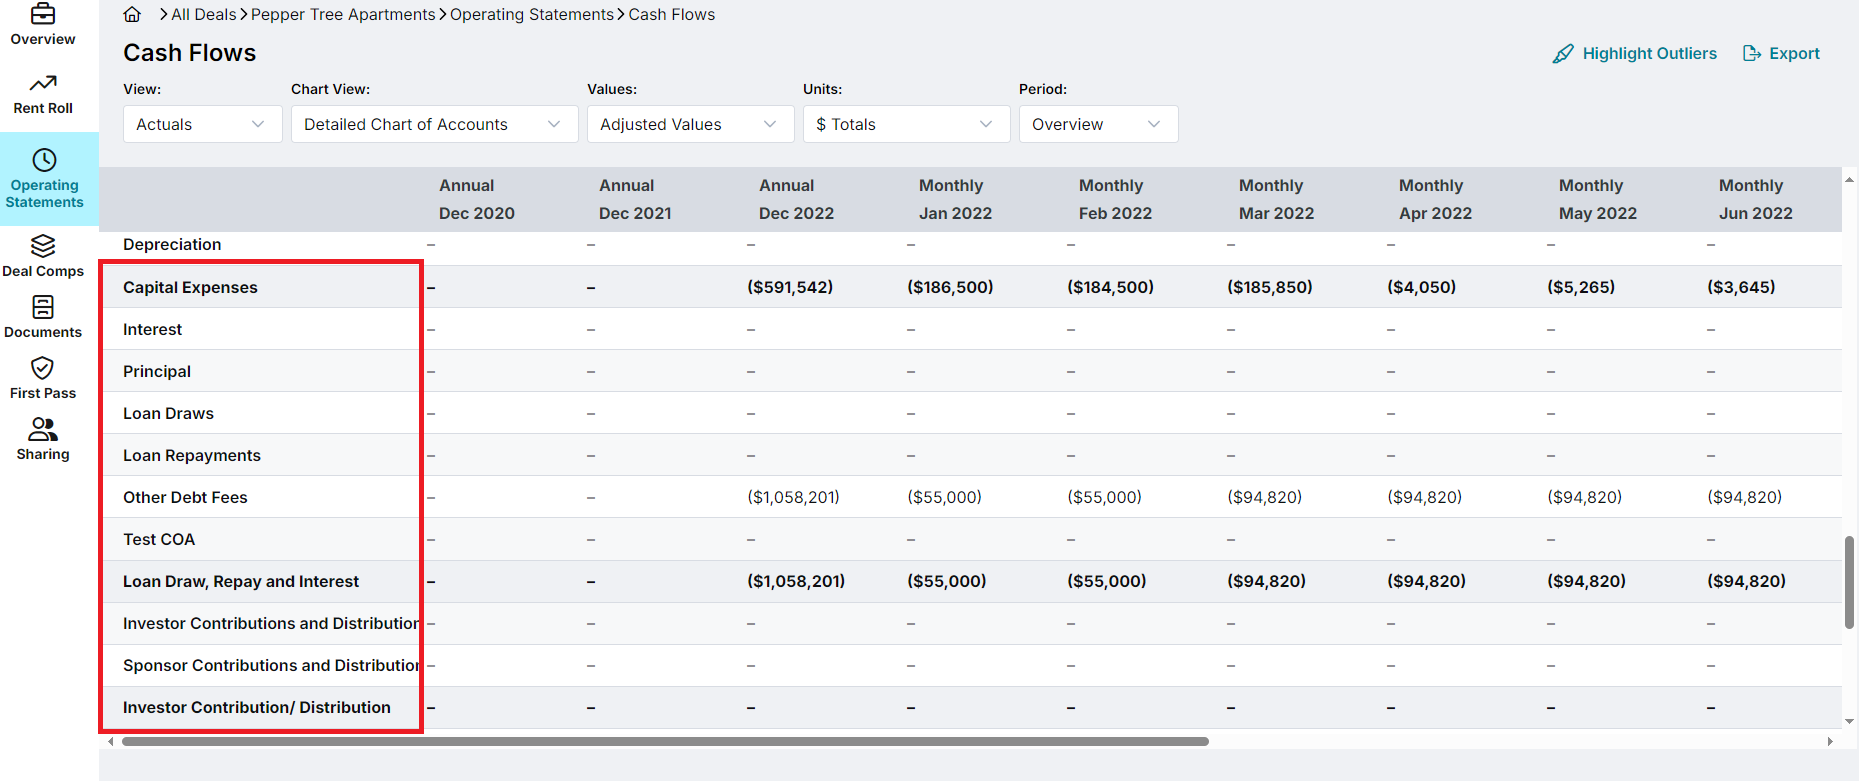 Overview
Rent Roll
Operating
Statements
Deal Comps
Documents
First Pass
Sharing
All Deals Pepper Tree Apartments Operating Statements Cash Flows
Cash Flows
Highlight Outliers Export
View: Chart View: Values: Units: Period:
Actuals Detailed Chart of Accounts Adjusted Values $ Totals Overview
Annual Annual Annual Monthly Monthly Monthly Monthly Monthly Monthly
Dec 2020 Dec 2021 Dec 2022 Jan 2022 Feb 2022 Mar 2022 Apr 2022 May 2022 Jun 2022
Depreciation – – – – – – – – –
Capital Expenses – – ($591,542) ($186,500) ($184,500) ($185,850) ($4,050) ($5,265) ($3,645)
Interest – – – – – – – – –
Principal – – – – – – – – –
Loan Draws – – – – – – – – –
Loan Repayments – – – – – – – – –
Other Debt Fees – – ($1,058,201) ($55,000) ($55,000) ($94,820) ($94,820) ($94,820) ($94,820)
Test COA – – – – – – – – –
Loan Draw, Repay and Interest – – ($1,058,201) ($55,000) ($55,000) ($94,820) ($94,820) ($94,820) ($94,820)
Investor Contributions and Distribution – – – – – – – – –
Sponsor Contributions and Distribution – – – – – – – – –
Investor Contribution/ Distribution – – – – – – – – –